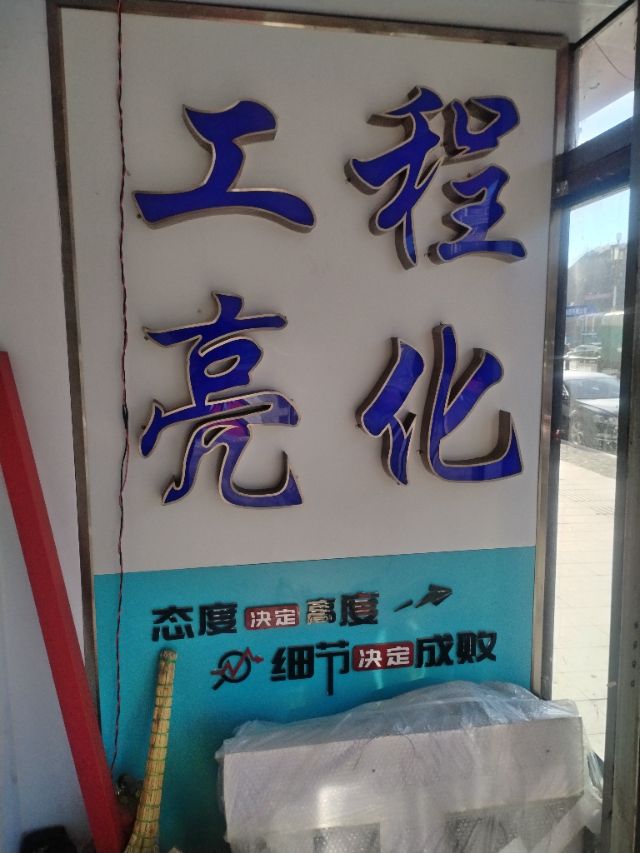 工程
亮化
态度决定高度
细节决定成败